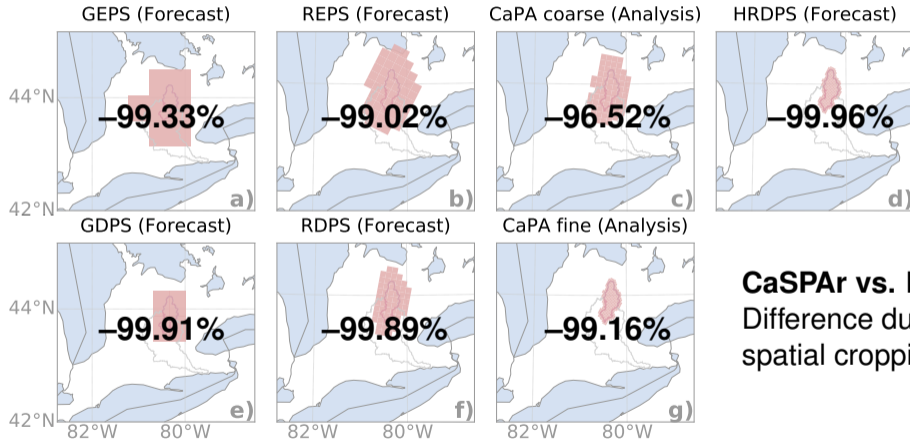 GEPS (Forecast) REPS (Forecast) CaPA coarse (Analysis) HRDPS (Forecast)
44°N
–99.33% –99.02% –96.52% –99.96%
42°N a) b) c) d)
GDPS (Forecast) RDPS (Forecast) CaPA fine (Analysis)
CaSPAr vs.
44°N
–99.91% –99.89% –99.16%
Difference du
spatial croppi
42°N e) f) g)
82°W 80°W 82°W 80°W 82°W 80°W